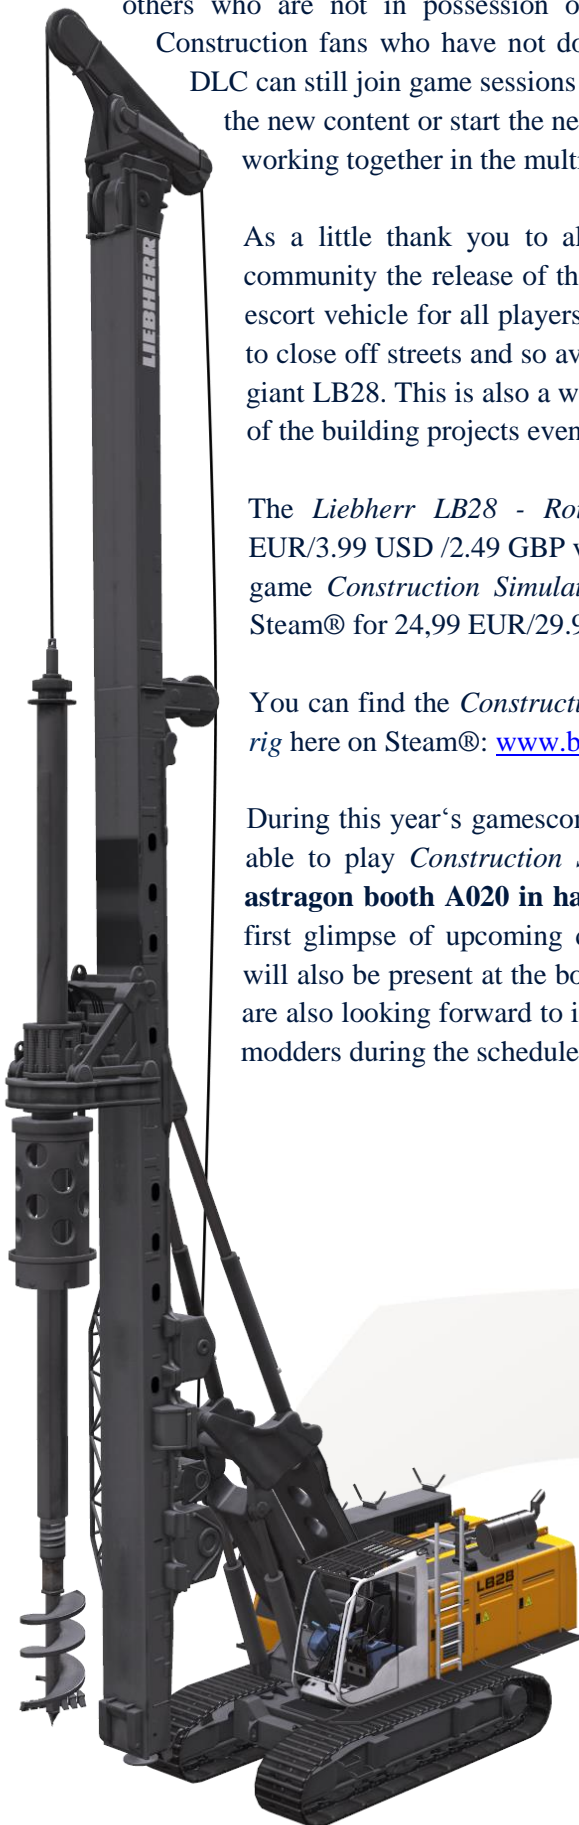 others who are not in possession o
Construction fans who have not do
DLC can still join game sessions
the new content or start the ne
working together in the multi
As a little thank you to al
community the release of th
escort vehicle for all players
to close off streets and so av
giant LB28. This is also a w
of the building projects even
The Liebherr LB28 - Ro
EUR/3.99 USD /2.49 GBP v
game Construction Simula
Steam® for 24,99 EUR/29.9
You can find the Constructi
rig here on Steam®: www.b
During this year‘s gamescor
able to play Construction S
astragon booth A020 in ha
first glimpse of upcoming c
will also be present at the bo
are also looking forward to i
modders during the schedule
LIEBHERR
LB28